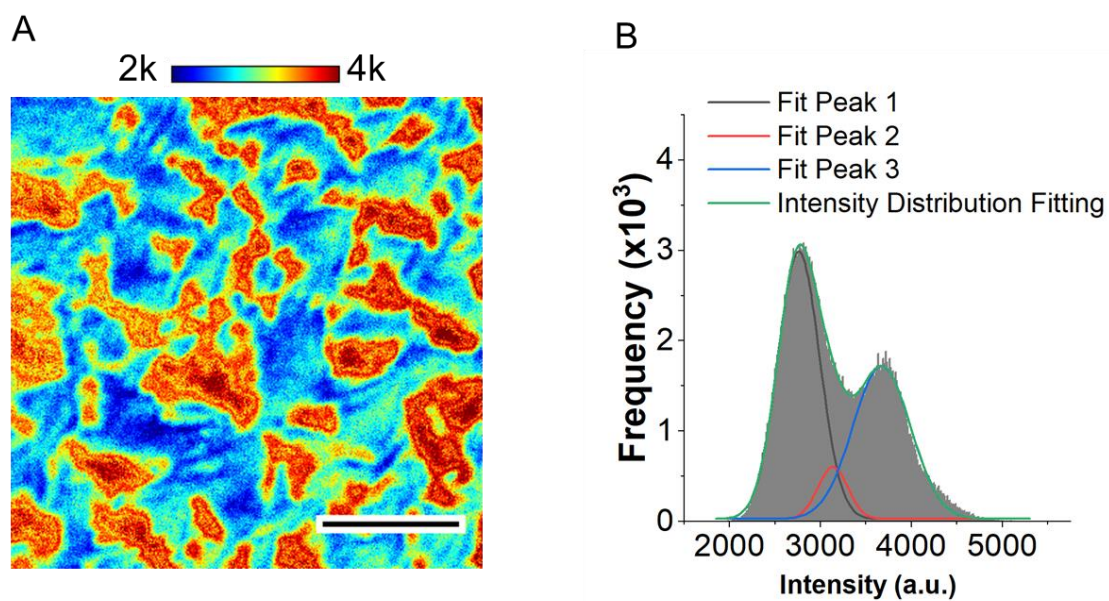 A
2k 4k
B
Fit Peak 1
Fit Peak 2
Fit Peak 3
Intensity Distribution Fitting
4
3
2
1
0
Frequency (x10³)
2000 3000 4000 5000
Intensity (a.u.)